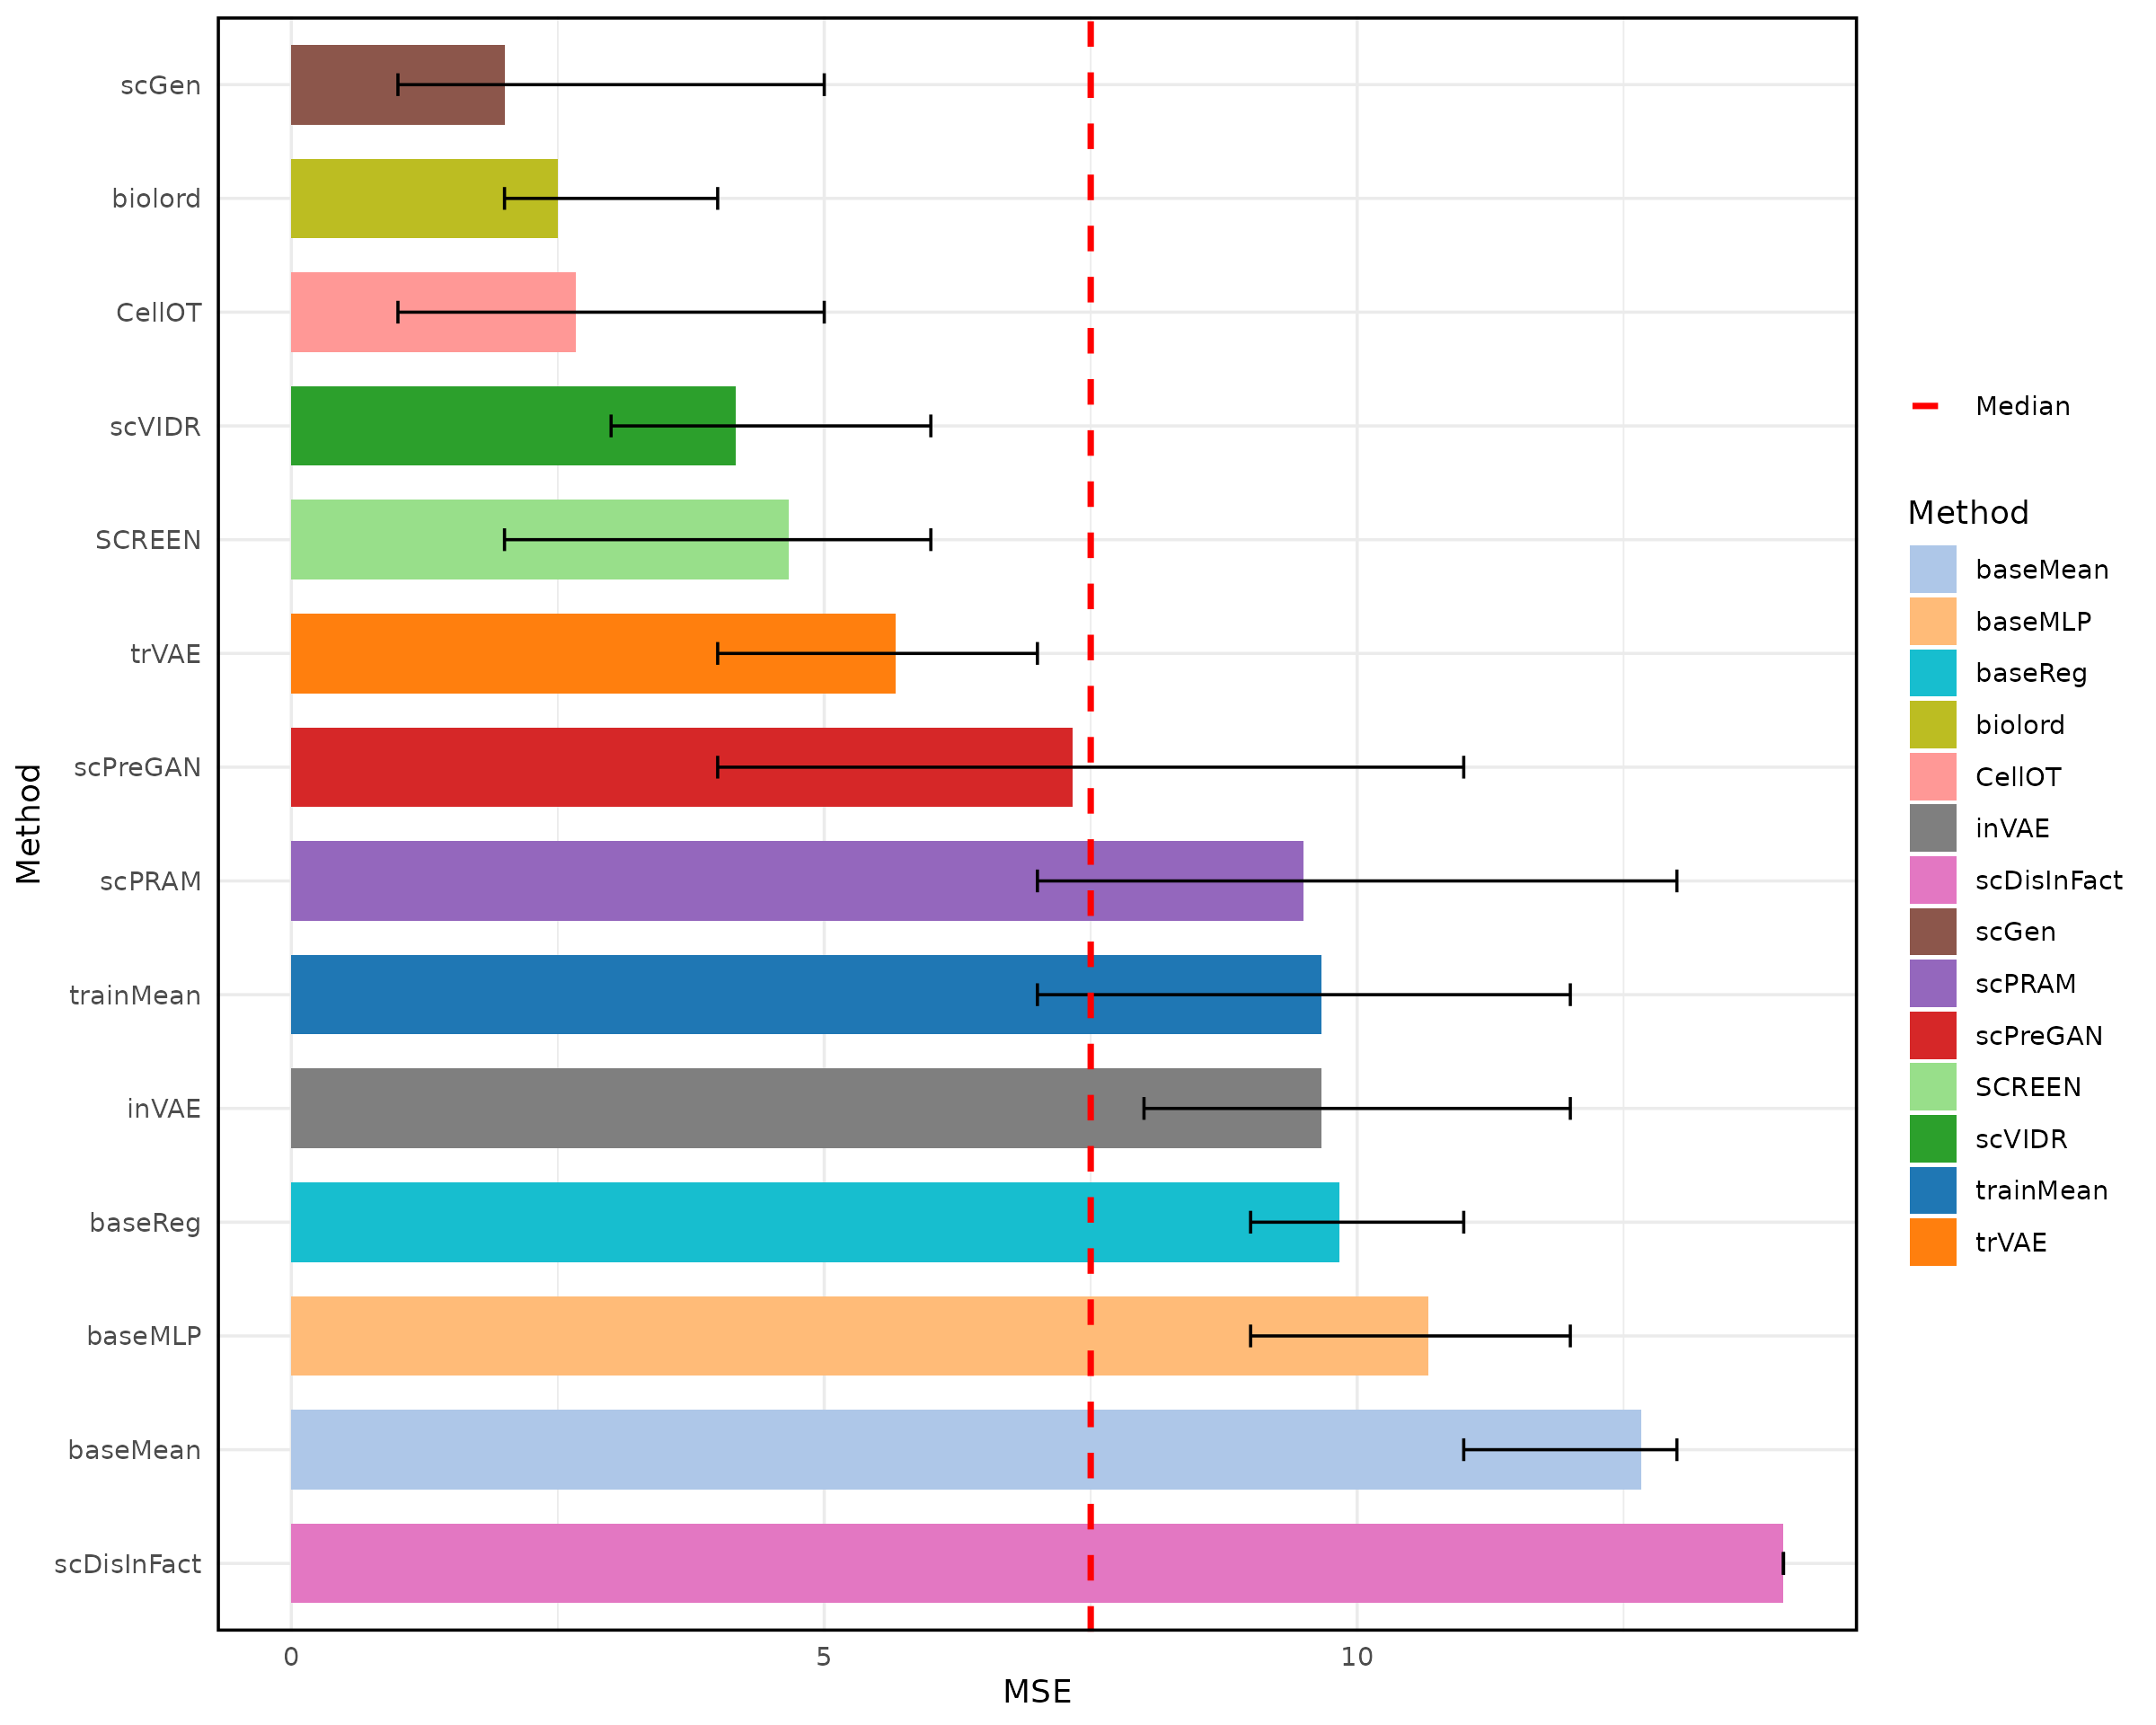 scGen
biolord
CellOT
scVIDR
SCREEN
trVAE
scPreGAN
scPRAM
trainMean
inVAE
baseReg
baseMLP
baseMean
scDisInFact
Method
0 5 10
MSE
Median
Method
baseMean
baseMLP
baseReg
biolord
CellOT
inVAE
scDisInFact
scGen
scPRAM
scPreGAN
SCREEN
scVIDR
trainMean
trVAE